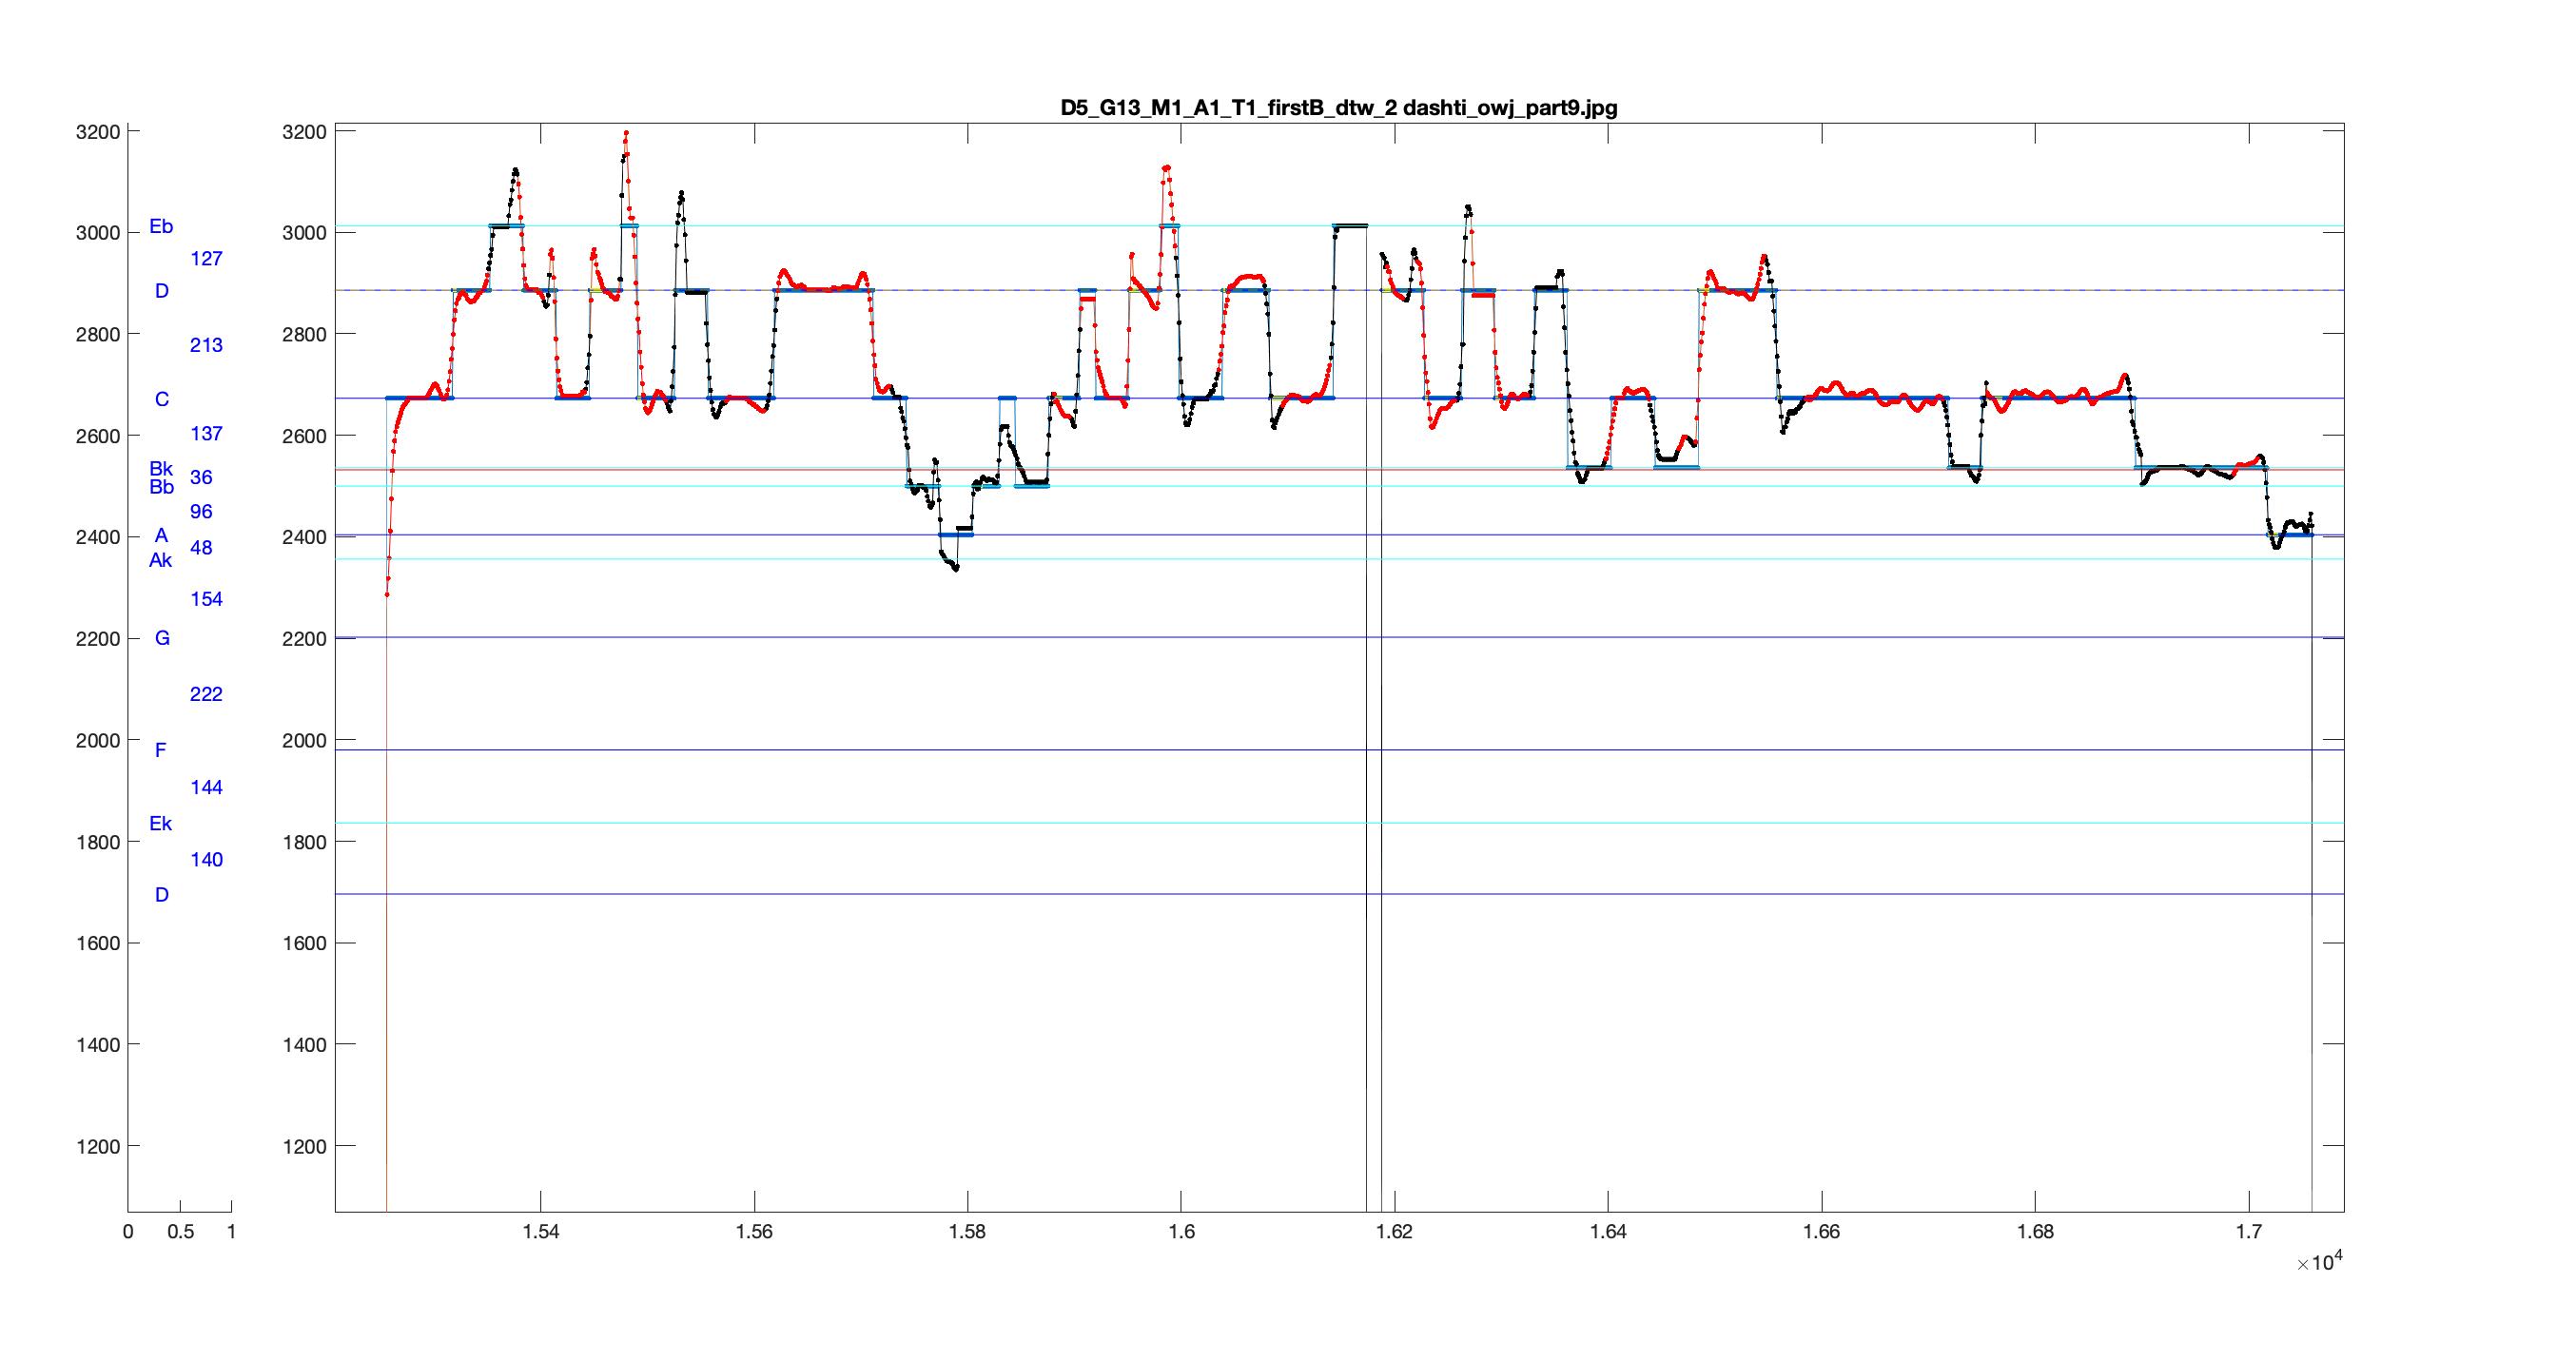 D5_G13_M1_A1_T1_firstB_dtw_2 dashti_owj_part9.jpg
3200 3200
Eb
3000 3000
127
D
2800 2800
213
C
2600 137 2600
Bk
36
Bb
96
2400 A 2400
48
Ak
154
2200 G 2200
222
2000 F 2000
144
Ek
1800 1800
140
D
1600 1600
1400 1400
1200 1200
0 0.5 1 1.54 1.56 1.58 1.6 1.62 1.64 1.66 1.68 1.7
×10⁴